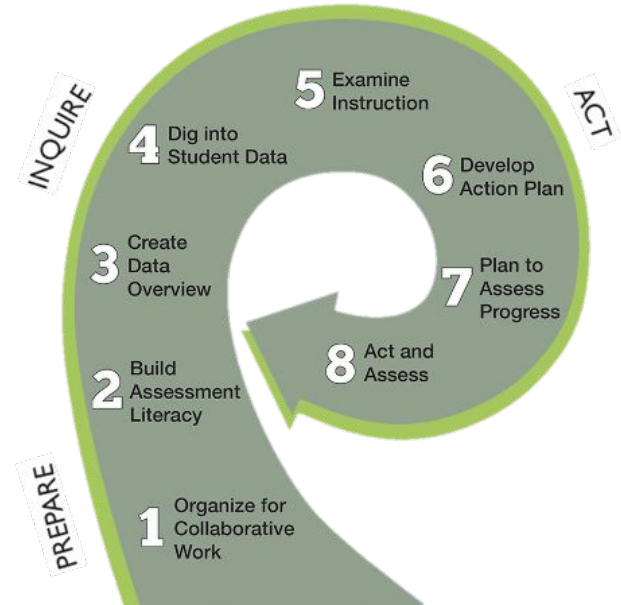 PREPARE
1 Organize for
Collaborative
Work
2 Build
Assessment
Literacy
INQUIRE
3 Create
Data
Overview
4 Dig into
Student Data
5 Examine
Instruction
ACT
6 Develop
Action Plan
7 Plan to
Assess
Progress
8 Act and
Assess